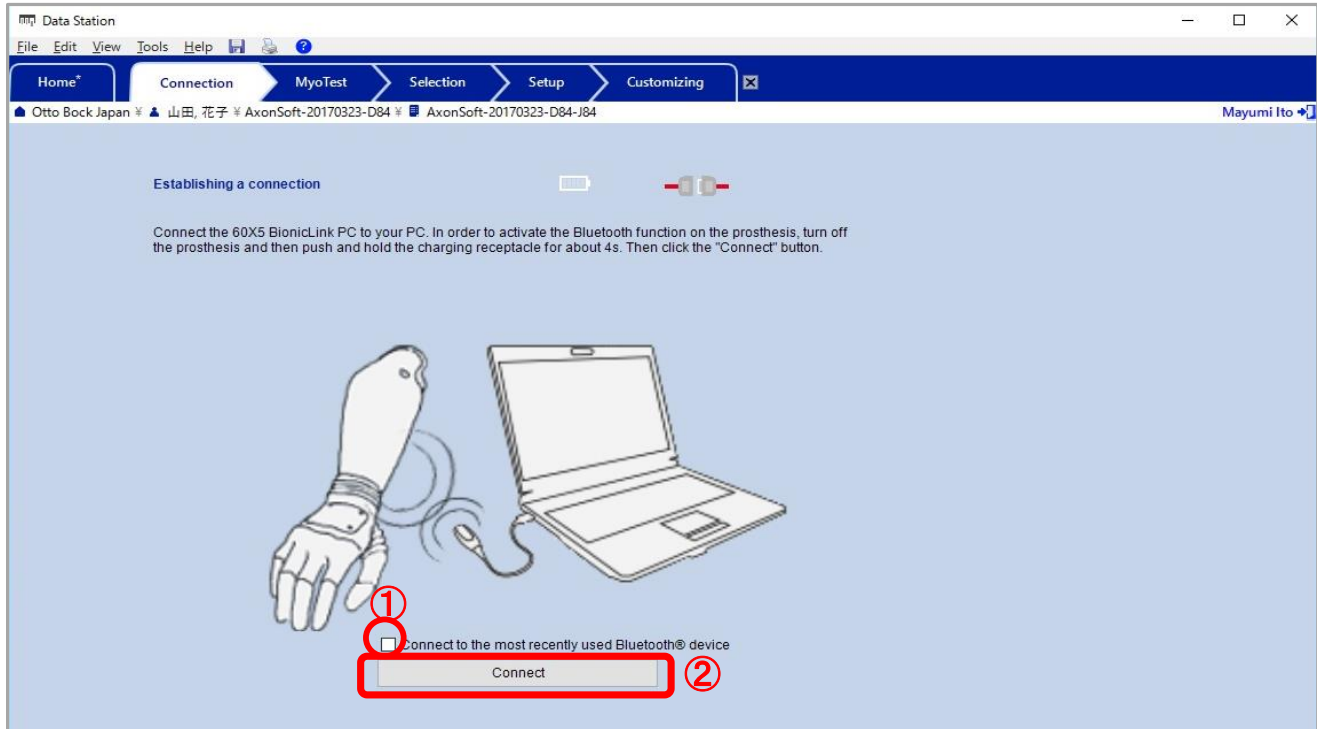 Data Station
File Edit View Tools Help
Home* Connection MyoTest Selection Setup Customizing
Otto Bock Japan ¥ 山田, 花子 ¥ AxonSoft-20170323-D84 ¥ AxonSoft-20170323-D84-J84 Mayumi Ito
Establishing a connection
Connect the 60X5 BionicLink PC to your PC. In order to activate the Bluetooth function on the prosthesis, turn off
the prosthesis and then push and hold the charging receptacle for about 4s. Then click the "Connect" button.
①
Connect to the most recently used Bluetooth® device
Connect ②